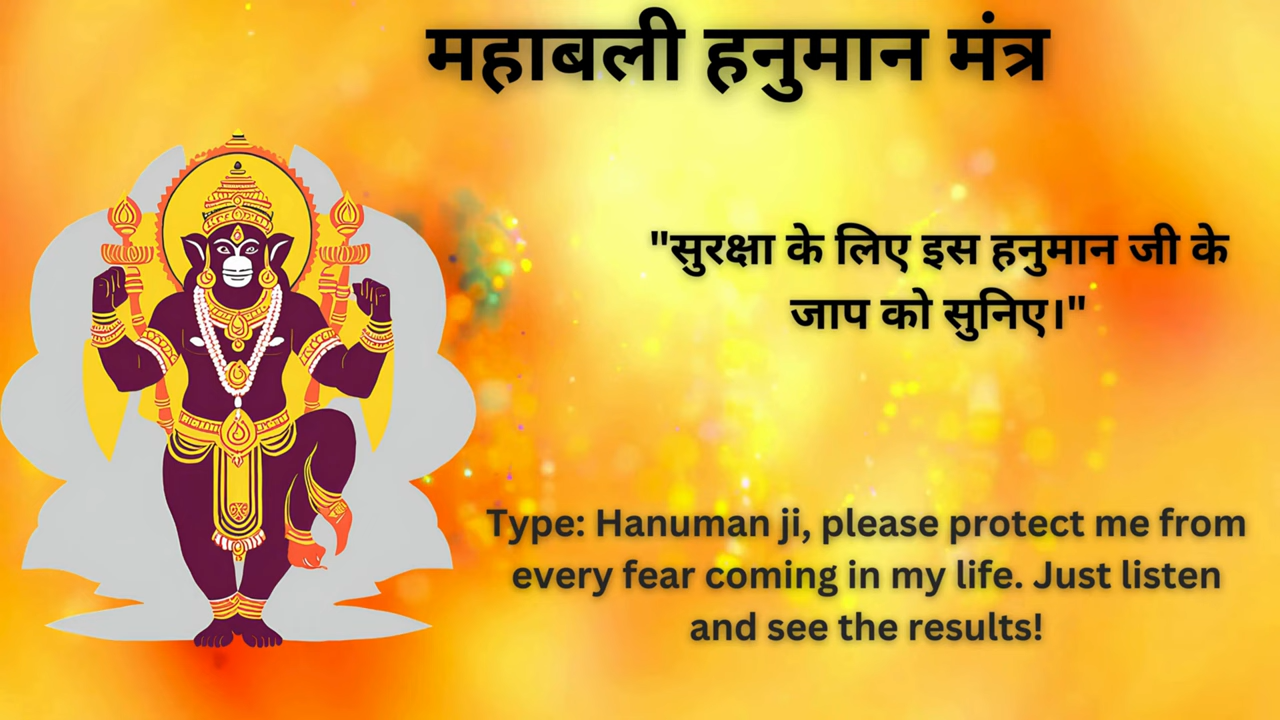 महाबली हनुमान मंत्र
"सुरक्षा के लिए इस हनुमान जी के
जाप को सुनिए।"
Type: Hanuman ji, please protect me from
every fear coming in my life. Just listen
and see the results!